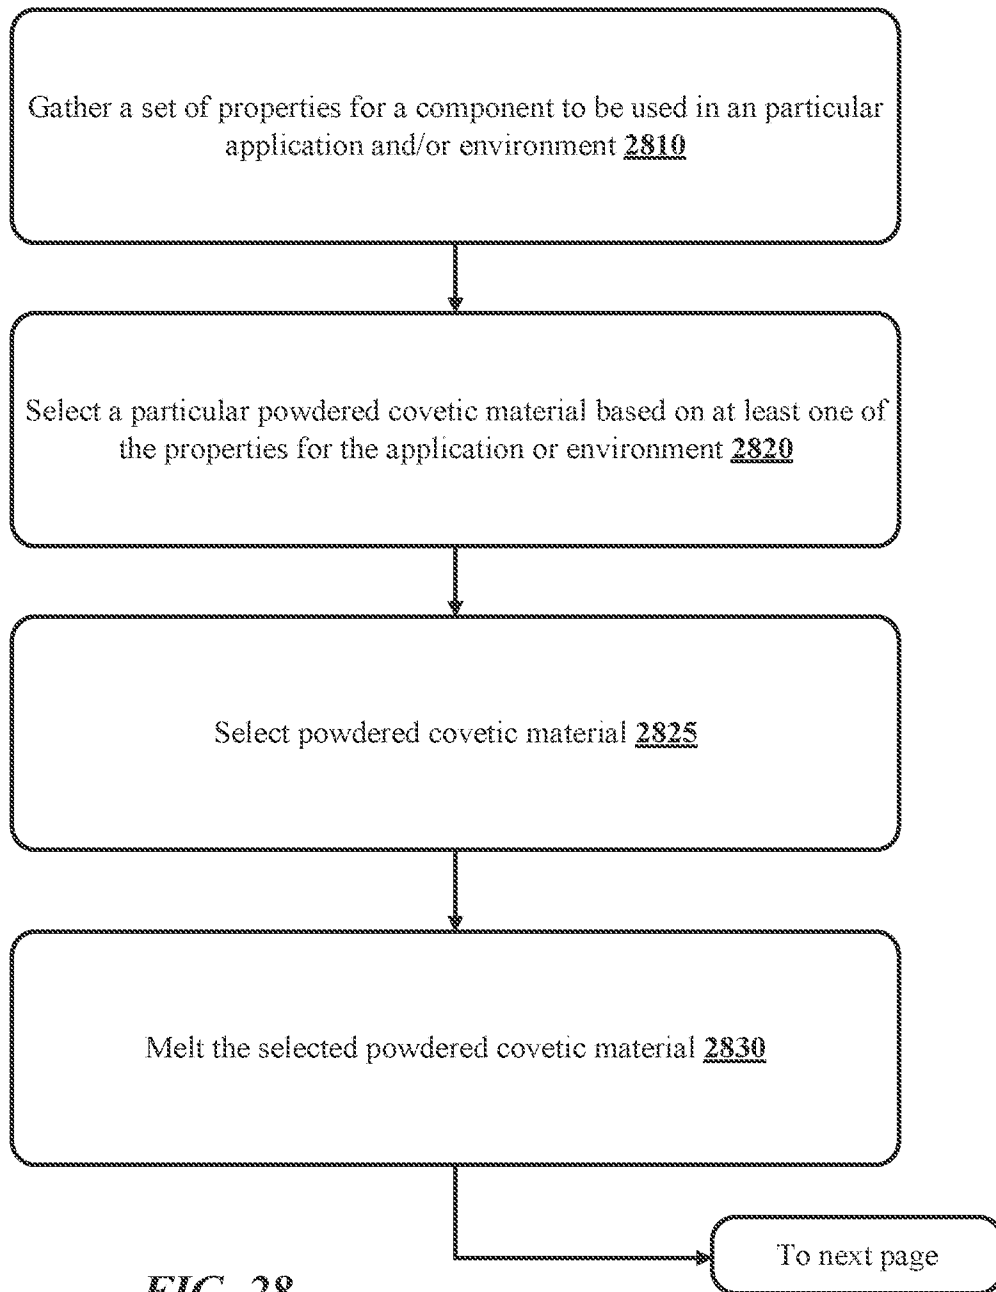 Gather a set of properties for a component to be used in an particular
application and/or environment 2810
Select a particular powdered covetic material based on at least one of
the properties for the application or environment 2820
Select powdered covetic material 2825
Melt the selected powdered covetic material 2830
To next page
FIG. 28